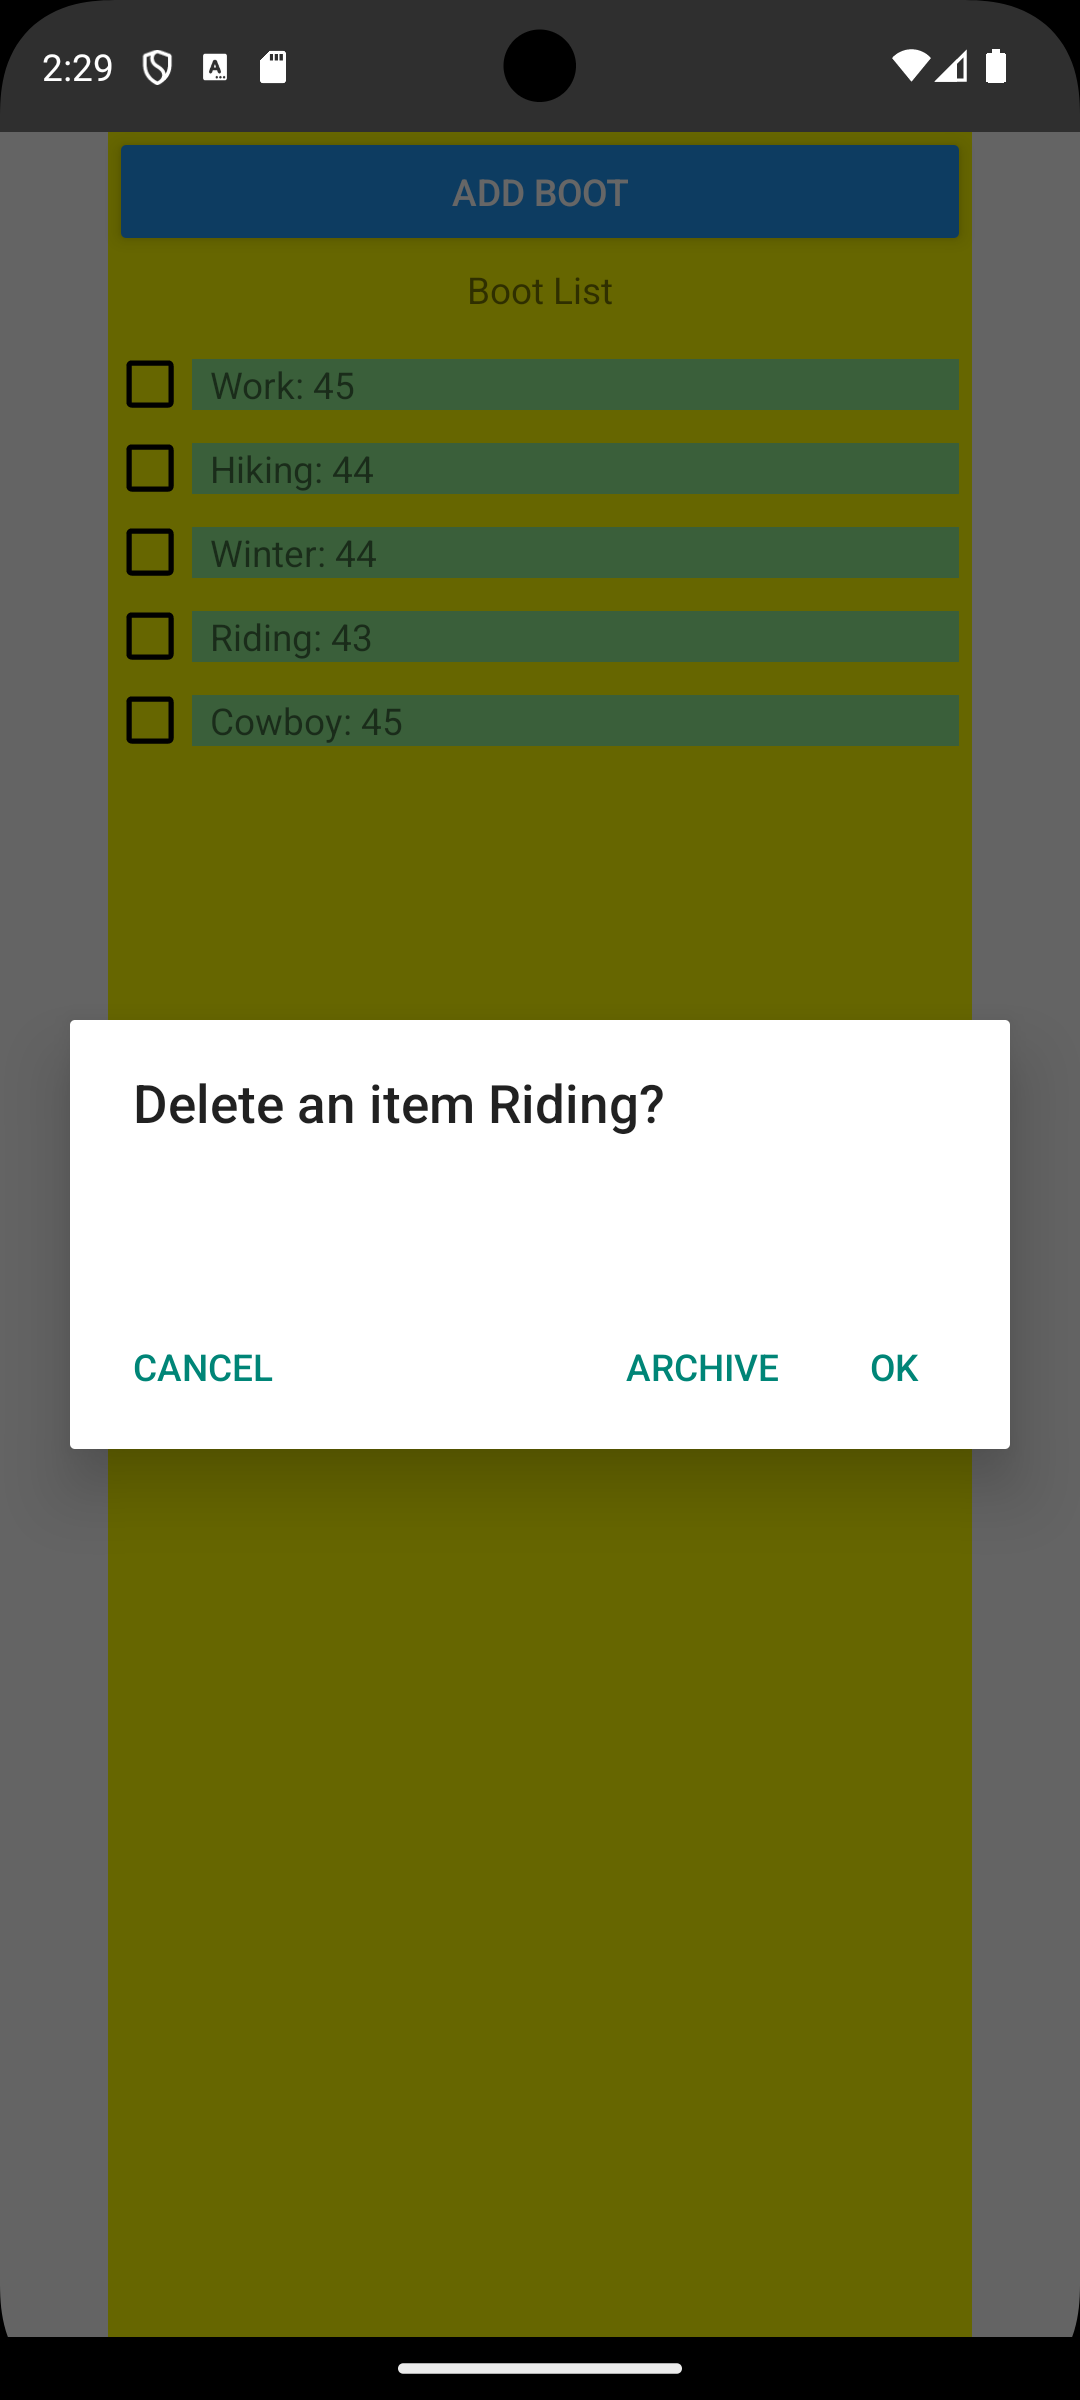 2:29
ADD BOOT
Boot List
Work: 45
Hiking: 44
Winter: 44
Riding: 43
Cowboy: 45
Delete an item Riding?
CANCEL ARCHIVE OK